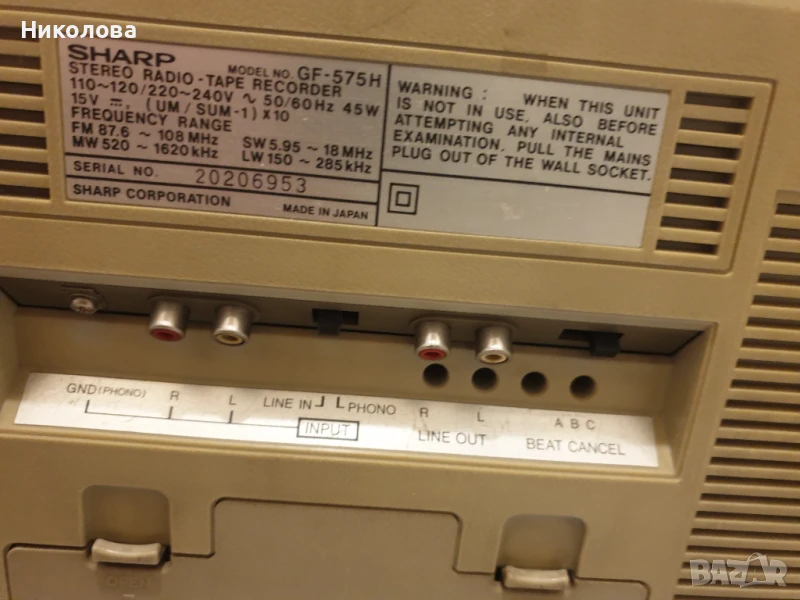 Николова
SHARP
MODEL NO. GF-575H
STEREO RADIO-TAPE RECORDER
110~120/220~240V ~ 50/60Hz 45W
15V ⎓, (UM / SUM-1) X10
FREQUENCY RANGE
FM 87.6 ~ 108 MHz SW 5.95 ~ 18 MHz
MW 520 ~ 1620 kHz LW 150 ~ 285 kHz
SERIAL NO. 20206953
SHARP CORPORATION MADE IN JAPAN
WARNING : WHEN THIS UNIT
IS NOT IN USE, ALSO BEFORE
ATTEMPTING ANY INTERNAL
EXAMINATION, PULL THE MAINS
PLUG OUT OF THE WALL SOCKET.
GND (PHONO) R L LINE IN PHONO R L A B C
INPUT LINE OUT BEAT CANCEL
OPEN
BAZAR